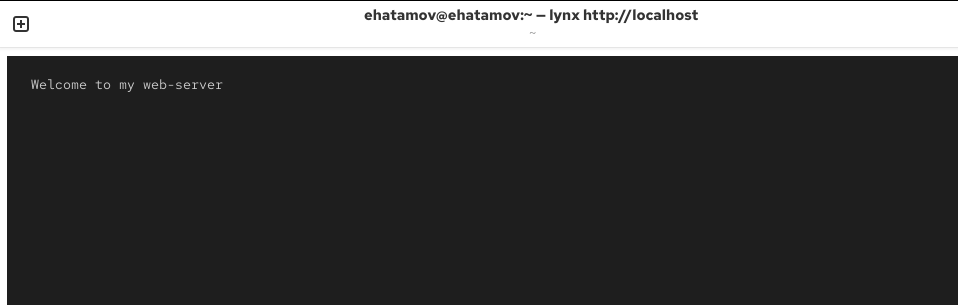 ehatamov@ehatamov:~ — lynx http://localhost
~
Welcome to my web-server